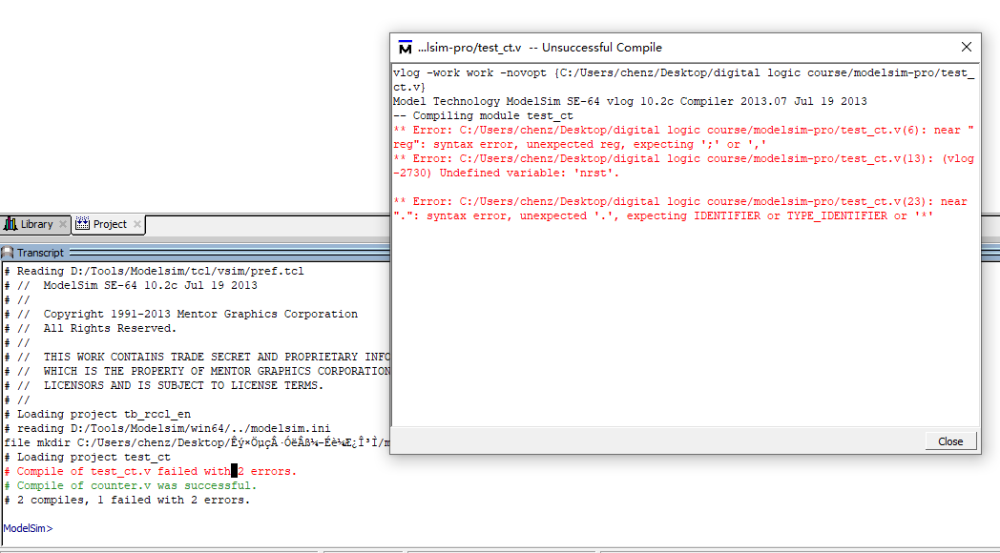 ...lsim-pro/test_ct.v -- Unsuccessful Compile
vlog -work work -novopt {C:/Users/chenz/Desktop/digital logic course/modelsim-pro/test_
ct.v}
Model Technology ModelSim SE-64 vlog 10.2c Compiler 2013.07 Jul 19 2013
-- Compiling module test_ct
** Error: C:/Users/chenz/Desktop/digital logic course/modelsim-pro/test_ct.v(6): near "
reg": syntax error, unexpected reg, expecting ';' or ','
** Error: C:/Users/chenz/Desktop/digital logic course/modelsim-pro/test_ct.v(13): (vlog
-2730) Undefined variable: 'nrst'.
** Error: C:/Users/chenz/Desktop/digital logic course/modelsim-pro/test_ct.v(23): near
".": syntax error, unexpected '.', expecting IDENTIFIER or TYPE_IDENTIFIER or '*'
Close
Library
Project
Transcript
# Reading D:/Tools/Modelsim/tcl/vsim/pref.tcl
# // ModelSim SE-64 10.2c Jul 19 2013
# //
# // Copyright 1991-2013 Mentor Graphics Corporation
# // All Rights Reserved.
# //
# // THIS WORK CONTAINS TRADE SECRET AND PROPRIETARY INFO
# // WHICH IS THE PROPERTY OF MENTOR GRAPHICS CORPORATION
# // LICENSORS AND IS SUBJECT TO LICENSE TERMS.
# //
# Loading project tb_rccl_en
# reading D:/Tools/Modelsim/win64/../modelsim.ini
file mkdir
# Loading project test_ct
# Compile of test_ct.v failed with 2 errors.
# Compile of counter.v was successful.
# 2 compiles, 1 failed with 2 errors.
ModelSim>